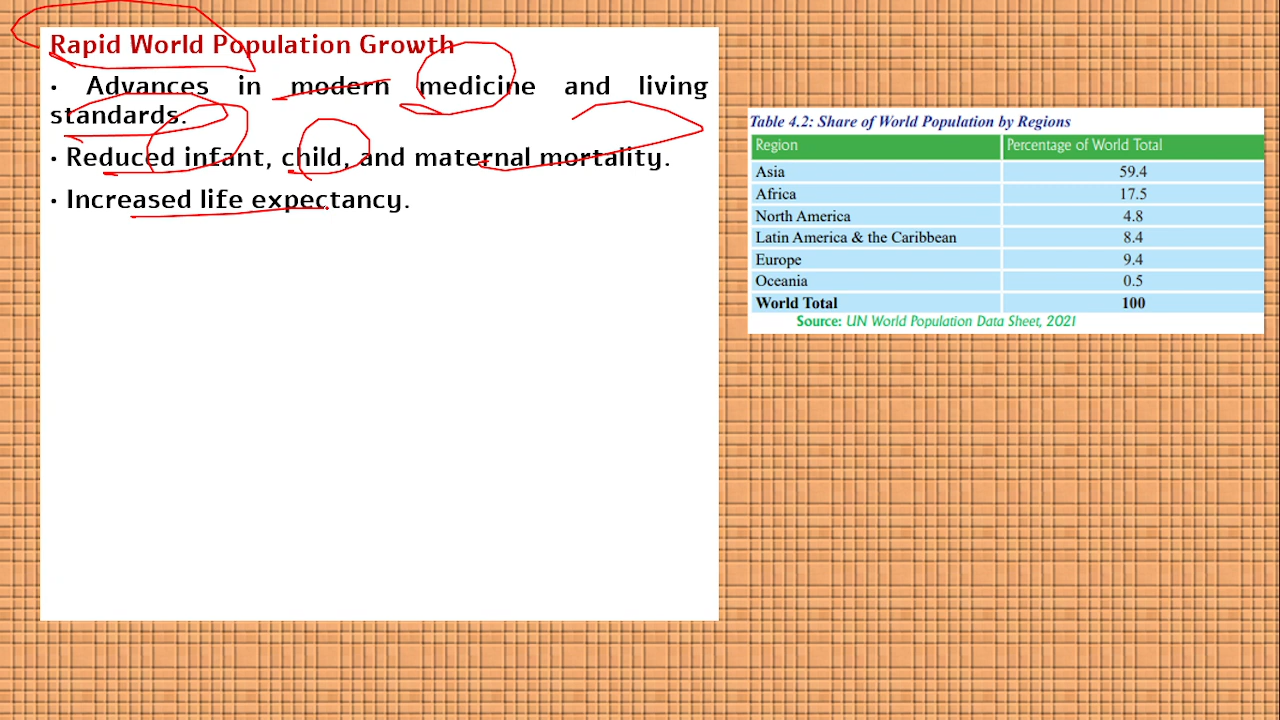 Rapid World Population Growth
• Advances in modern medicine and living
standards.
• Reduced infant, child, and maternal mortality.
• Increased life expectancy.
Table 4.2: Share of World Population by Regions
Region Percentage of World Total
Asia 59.4
Africa 17.5
North America 4.8
Latin America & the Caribbean 8.4
Europe 9.4
Oceania 0.5
World Total 100
Source: UN World Population Data Sheet, 2021